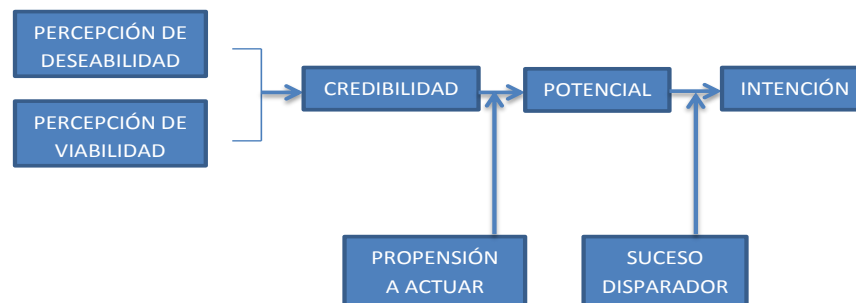 PERCEPCIÓN DE
DESEABILIDAD
PERCEPCIÓN DE
VIABILIDAD
CREDIBILIDAD
POTENCIAL
INTENCIÓN
PROPENSIÓN
A ACTUAR
SUCESO
DISPARADOR